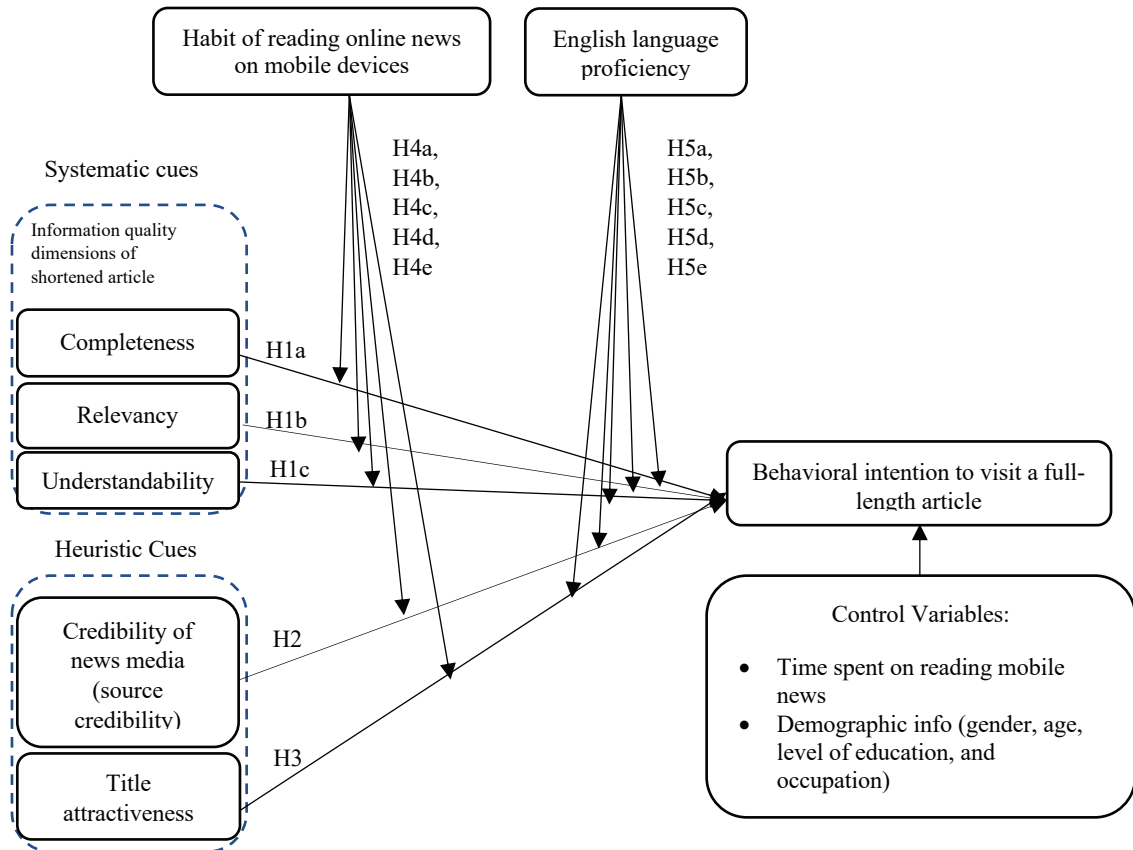 Habit of reading online news
on mobile devices
English language
proficiency
H4a,
H4b,
H4c,
H4d,
H4e
H5a,
H5b,
H5c,
H5d,
H5e
Systematic cues
Information quality
dimensions of
shortened article
Completeness
H1a
Relevancy
H1b
Understandability
H1c
Behavioral intention to visit a full-
length article
Heuristic Cues
Credibility of
news media
(source
credibility)
H2
Title
attractiveness
H3
Control Variables:
• Time spent on reading mobile
news
• Demographic info (gender, age,
level of education, and
occupation)